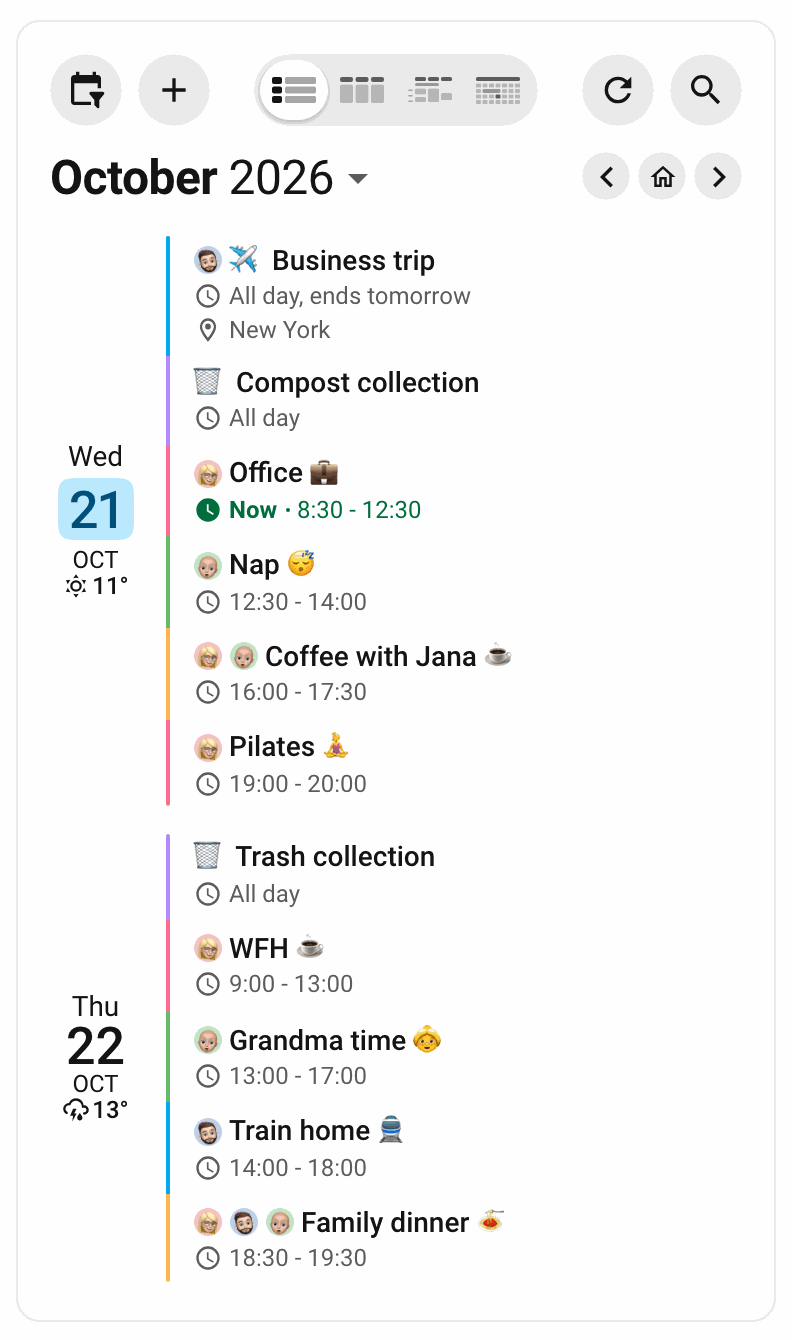 October 2026
Wed
21
OCT
11°
Business trip
All day, ends tomorrow
New York
Compost collection
All day
Office
Now · 8:30 - 12:30
Nap
12:30 - 14:00
Coffee with Jana
16:00 - 17:30
Pilates
19:00 - 20:00
Thu
22
OCT
13°
Trash collection
All day
WFH
9:00 - 13:00
Grandma time
13:00 - 17:00
Train home
14:00 - 18:00
Family dinner
18:30 - 19:30